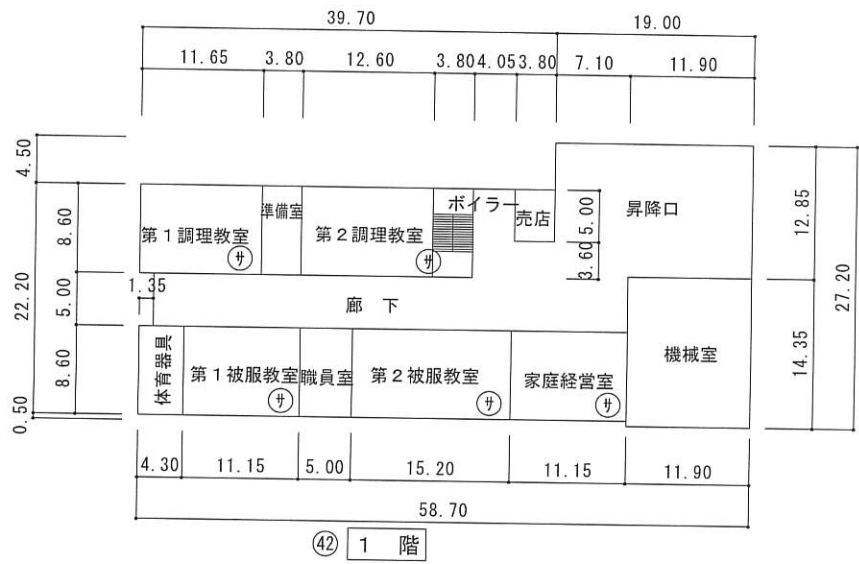 39.70
19.00
11.65
3.80
12.60
3.80
4.05
3.80
7.10
11.90
4.50
8.60
22.20
5.00
8.60
0.50
1.35
第1調理教室
サ
準備室
第2調理教室
サ
ボイラー
売店
5.00
3.60
昇降口
12.85
27.20
14.35
廊 下
体育器具
第1被服教室
サ
職員室
第2被服教室
サ
家庭経営室
サ
機械室
4.30
11.15
5.00
15.20
11.15
11.90
58.70
㊷ 1 階